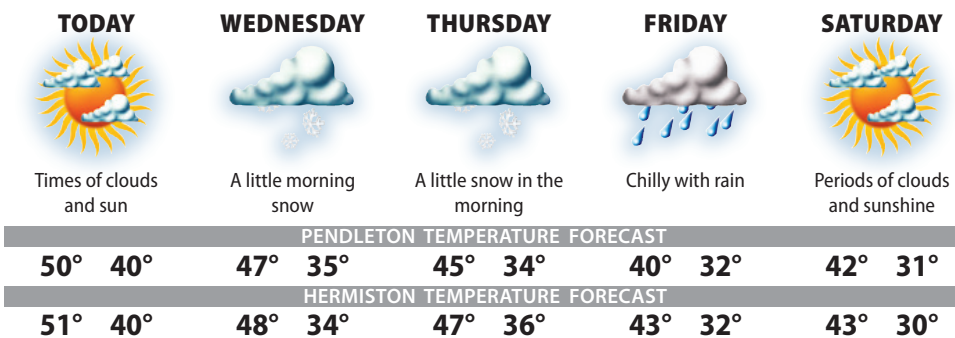 TODAY WEDNESDAY THURSDAY FRIDAY SATURDAY
Times of clouds A little morning A little snow in the Chilly with rain Periods of clouds
and sun snow morning and sunshine
PENDLETON TEMPERATURE FORECAST
50° 40° 47° 35° 45° 34° 40° 32° 42° 31°
HERMISTON TEMPERATURE FORECAST
51° 40° 48° 34° 47° 36° 43° 32° 43° 30°